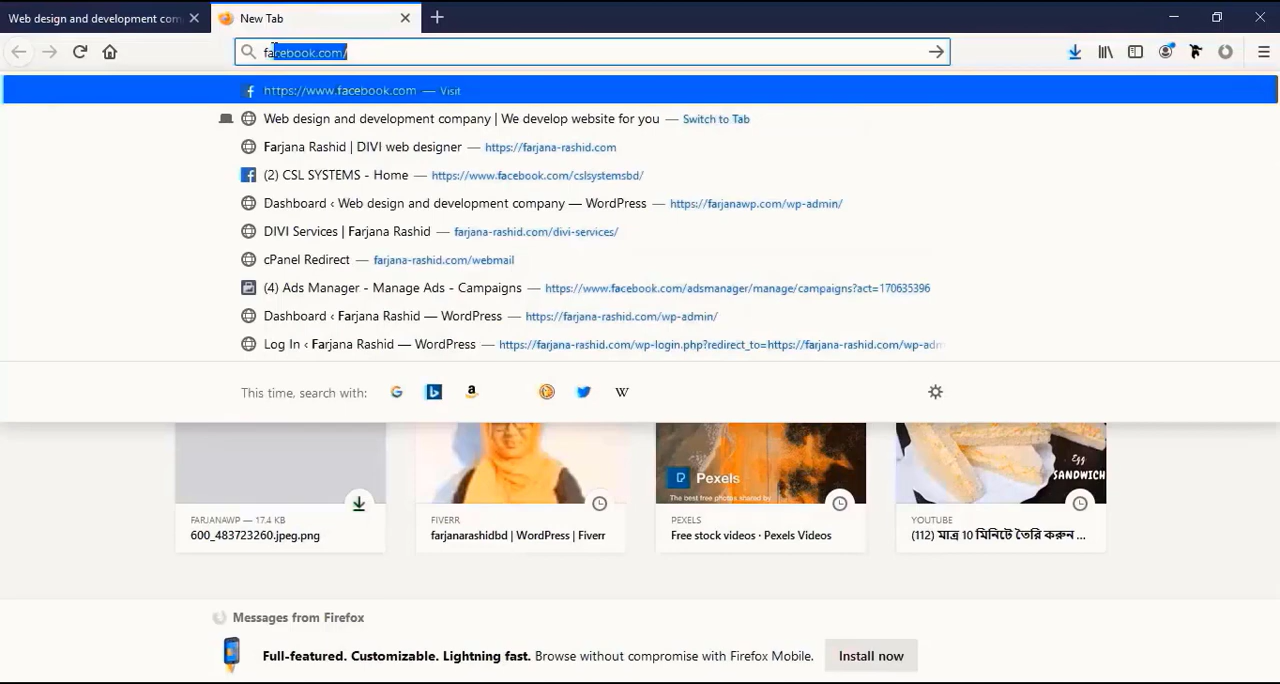 Web design and development com
New Tab
facebook.com/
https://www.facebook.com — Visit
Web design and development company | We develop website for you — Switch to Tab
Farjana Rashid | DIVI web designer — https://farjana-rashid.com
(2) CSL SYSTEMS - Home — https://www.facebook.com/cslsystemsbd/
Dashboard ‹ Web design and development company — WordPress — https://farjanawp.com/wp-admin/
DIVI Services | Farjana Rashid — farjana-rashid.com/divi-services/
cPanel Redirect — farjana-rashid.com/webmail
(4) Ads Manager - Manage Ads - Campaigns — https://www.facebook.com/adsmanager/manage/campaigns?act=170635396
Dashboard ‹ Farjana Rashid — WordPress — https://farjana-rashid.com/wp-admin/
Log In ‹ Farjana Rashid — WordPress — https://farjana-rashid.com/wp-login.php?redirect_to=https://farjana-rashid.com/wp-adm
This time, search with:
Pexels
The best free photos shared by
Egg
SANDWICH
FARJANAWP — 17.4 KB
600_483723260.jpeg.png
FIVERR
farjanarashidbd | WordPress | Fiverr
PEXELS
Free stock videos · Pexels Videos
YOUTUBE
(112) মাত্র 10 মিনিটে তৈরি করুন ...
Messages from Firefox
Full-featured. Customizable. Lightning fast. Browse without compromise with Firefox Mobile.
Install now